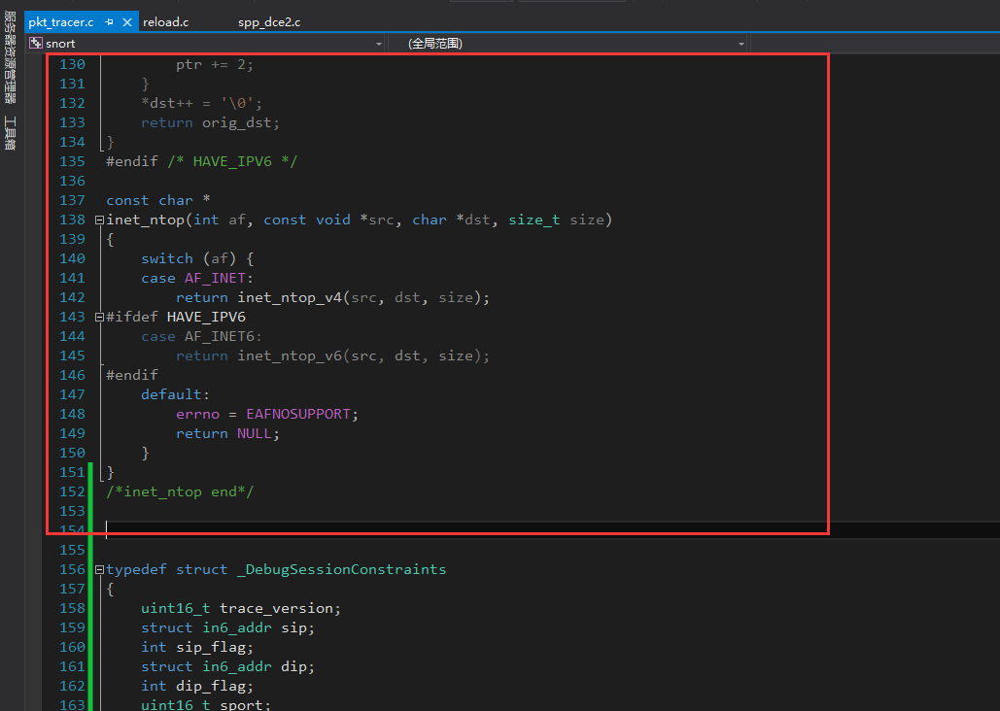 服务器资源管理器
工具箱
pkt_tracer.c reload.c spp_dce2.c
snort (全局范围)
130 ptr += 2;
131 }
132 *dst++ = '\0';
133 return orig_dst;
134 }
135 #endif /* HAVE_IPV6 */
136
137 const char *
138 inet_ntop(int af, const void *src, char *dst, size_t size)
139 {
140 switch (af) {
141 case AF_INET:
142 return inet_ntop_v4(src, dst, size);
143 #ifdef HAVE_IPV6
144 case AF_INET6:
145 return inet_ntop_v6(src, dst, size);
146 #endif
147 default:
148 errno = EAFNOSUPPORT;
149 return NULL;
150 }
151 }
152 /*inet_ntop end*/
153
154
155
156 typedef struct _DebugSessionConstraints
157 {
158 uint16_t trace_version;
159 struct in6_addr sip;
160 int sip_flag;
161 struct in6_addr dip;
162 int dip_flag;
163 uint16_t sport;